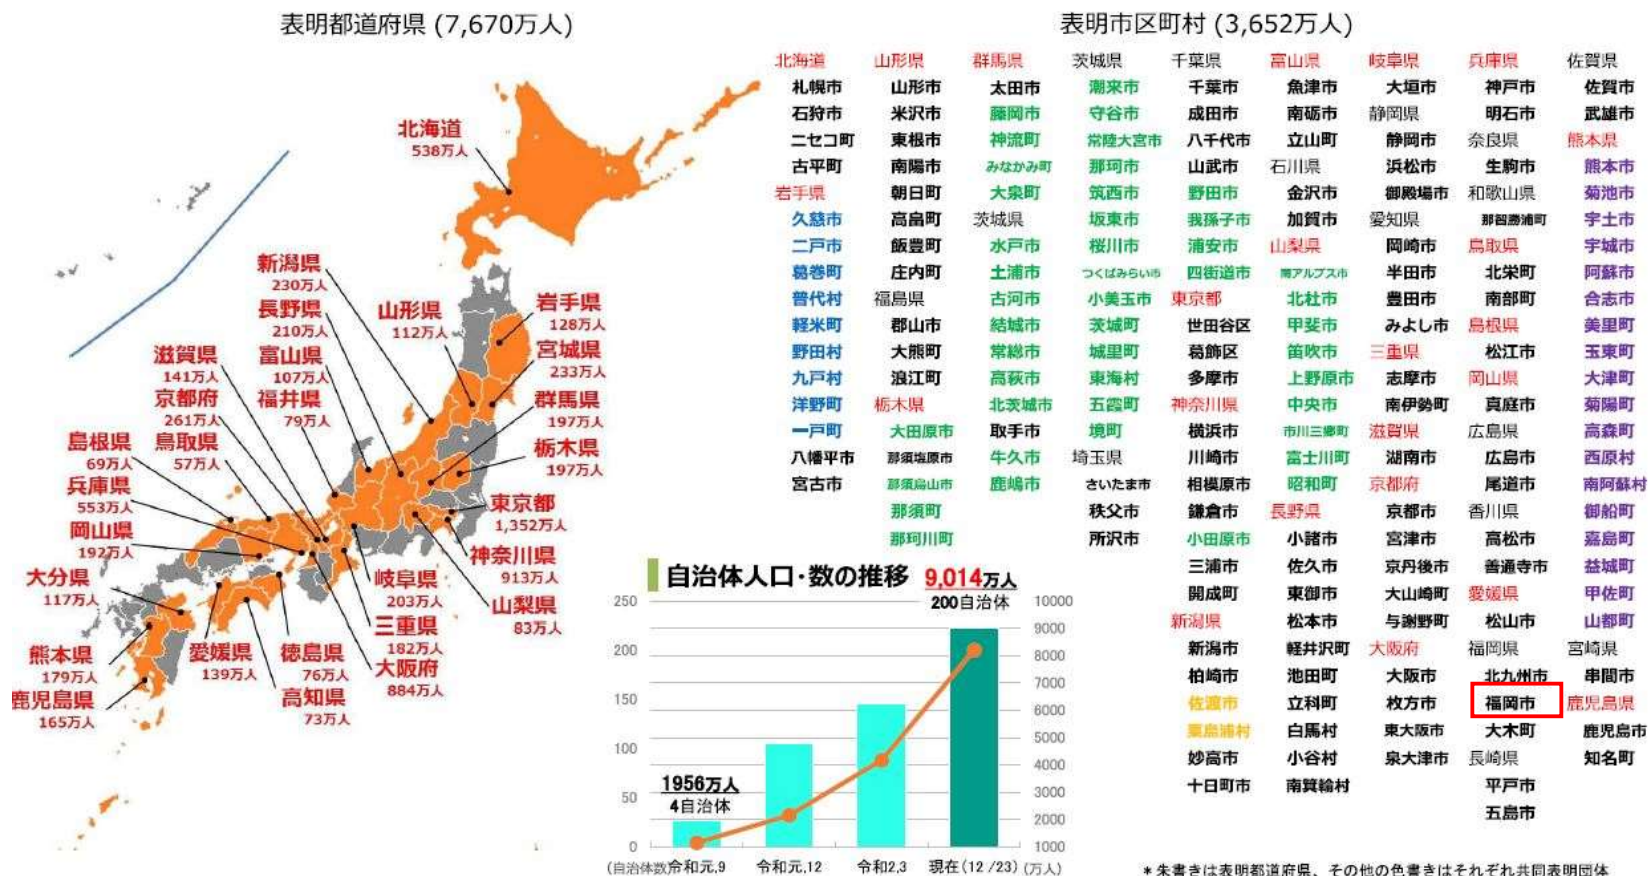 表明都道府県 (7,670万人)
北海道
538万人
新潟県
230万人
長野県
210万人
山形県
112万人
岩手県
128万人
滋賀県
141万人
富山県
107万人
宮城県
233万人
京都府
261万人
福井県
79万人
群馬県
197万人
島根県
69万人
鳥取県
57万人
栃木県
197万人
兵庫県
553万人
東京都
1,352万人
岡山県
192万人
神奈川県
913万人
大分県
117万人
岐阜県
203万人
山梨県
83万人
三重県
182万人
熊本県
179万人
愛媛県
139万人
徳島県
76万人
大阪府
884万人
鹿児島県
165万人
高知県
73万人
表明市区町村 (3,652万人)
北海道
札幌市
石狩市
ニセコ町
古平町
岩手県
久慈市
二戸市
葛巻町
普代村
軽米町
野田村
九戸村
洋野町
一戸町
八幡平市
宮古市
山形県
山形市
米沢市
東根市
南陽市
朝日町
高畠町
飯豊町
庄内町
福島県
郡山市
大熊町
浪江町
栃木県
大田原市
那須塩原市
那須烏山市
那須町
那珂川町
群馬県
太田市
藤岡市
神流町
みなかみ町
大泉町
茨城県
水戸市
土浦市
古河市
結城市
常総市
高萩市
北茨城市
取手市
牛久市
鹿嶋市
茨城県
潮来市
守谷市
常陸大宮市
那珂市
筑西市
坂東市
桜川市
つくばみらい市
小美玉市
茨城町
城里町
東海村
五霞町
境町
埼玉県
さいたま市
秩父市
所沢市
千葉県
千葉市
成田市
八千代市
山武市
野田市
我孫子市
浦安市
四街道市
東京都
世田谷区
葛飾区
多摩市
神奈川県
横浜市
川崎市
相模原市
鎌倉市
小田原市
三浦市
開成町
新潟県
新潟市
柏崎市
佐渡市
粟島浦村
妙高市
十日町市
富山県
魚津市
南砺市
立山町
石川県
金沢市
加賀市
山梨県
南アルプス市
北杜市
甲斐市
笛吹市
上野原市
中央市
市川三郷町
富士川町
昭和町
長野県
小諸市
佐久市
東御市
松本市
軽井沢町
池田町
立科町
白馬村
小谷村
南箕輪村
岐阜県
大垣市
静岡県
静岡市
浜松市
御殿場市
愛知県
岡崎市
半田市
豊田市
みよし市
三重県
志摩市
南伊勢町
滋賀県
湖南市
京都府
京都市
宮津市
京丹後市
大山崎町
与謝野町
大阪府
大阪市
枚方市
東大阪市
泉大津市
兵庫県
神戸市
明石市
奈良県
生駒市
和歌山県
那智勝浦町
鳥取県
北栄町
南部町
島根県
松江市
岡山県
真庭市
広島県
広島市
尾道市
香川県
高松市
善通寺市
愛媛県
松山市
福岡県
北九州市
福岡市
大木町
長崎県
平戸市
五島市
佐賀県
佐賀市
武雄市
熊本県
熊本市
菊池市
宇土市
宇城市
阿蘇市
合志市
美里町
玉東町
大津町
菊陽町
高森町
西原村
南阿蘇村
御船町
嘉島町
益城町
甲佐町
山都町
宮崎県
串間市
鹿児島県
鹿児島市
知名町
自治体人口・数の推移 9,014万人
200自治体
1956万人
4自治体
250
200
150
100
50
0
10000
9000
8000
7000
6000
5000
4000
3000
2000
1000
(自治体数) 令和元.9 令和元.12 令和2.3 現在(12/23) (万人)
*朱書きは表明都道府県、その他の色書きはそれぞれ共同表明団体